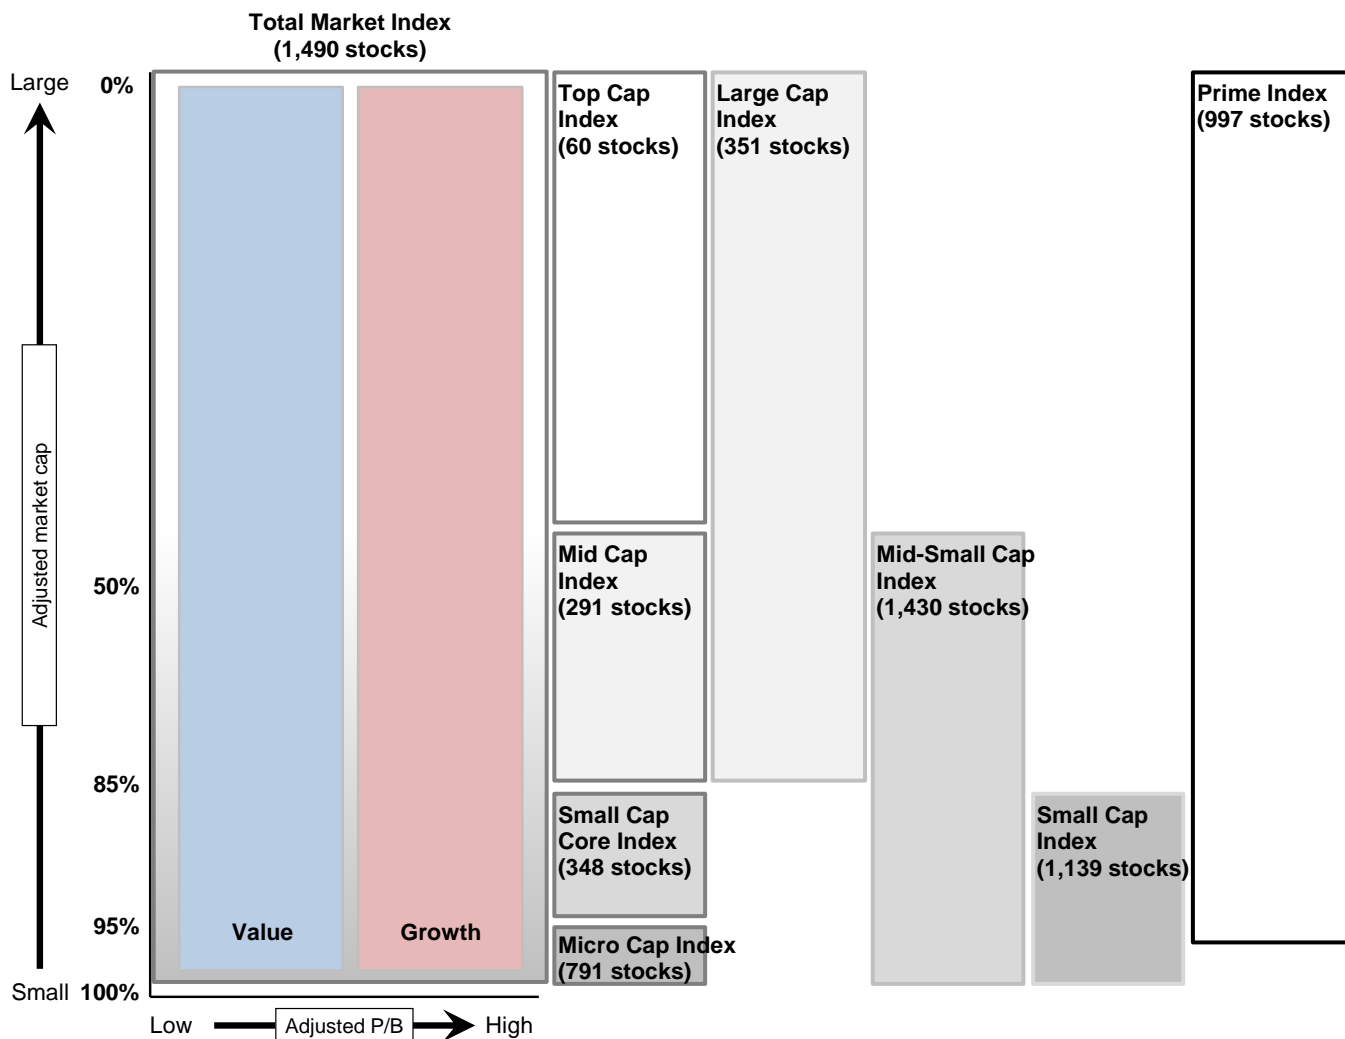 Total Market Index
(1,490 stocks)
Large
0%
Top Cap
Index
(60 stocks)
Large Cap
Index
(351 stocks)
Prime Index
(997 stocks)
Adjusted market cap
50%
Mid Cap
Index
(291 stocks)
Mid-Small Cap
Index
(1,430 stocks)
85%
Small Cap
Core Index
(348 stocks)
Small Cap
Index
(1,139 stocks)
95%
Value
Growth
Micro Cap Index
(791 stocks)
Small
100%
Low
Adjusted P/B
High